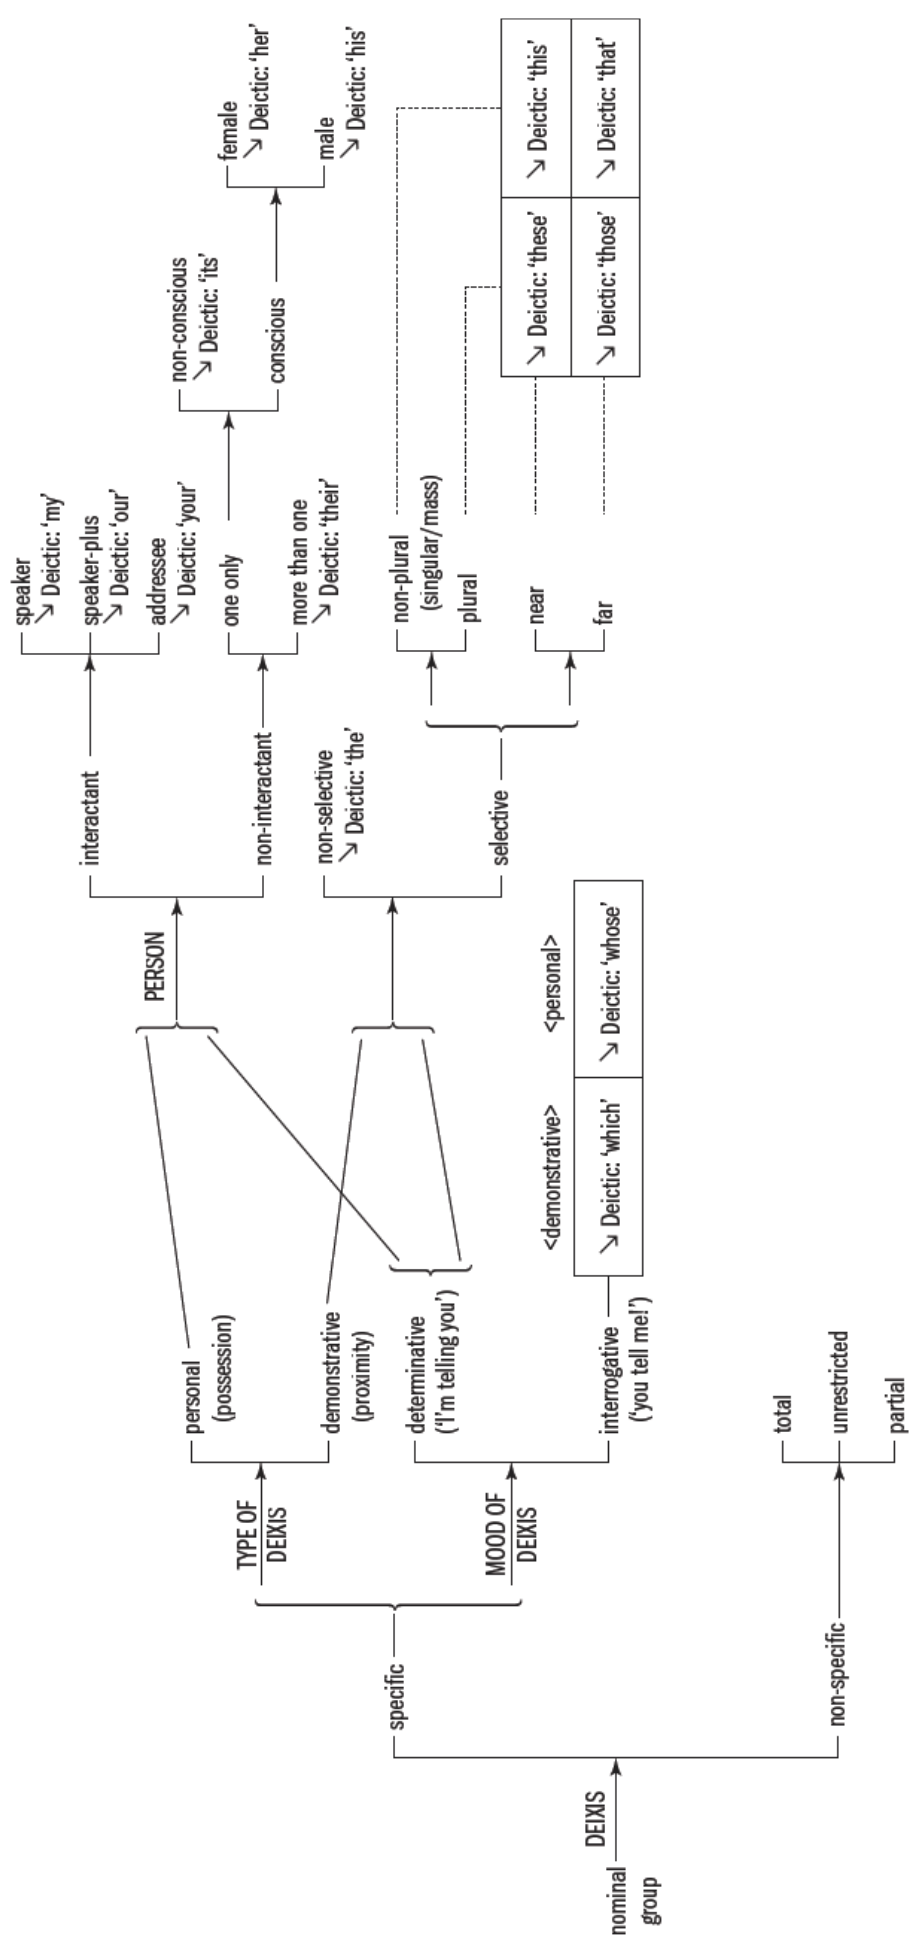 nominal
group
DEIXIS
specific
non-specific
TYPE OF
DEIXIS
MOOD OF
DEIXIS
personal
(possession)
demonstrative
(proximity)
determinative
(‘I’m telling you’)
interrogative
(‘you tell me!’)
total
unrestricted
partial
<demonstrative>
<personal>
↘ Deictic: ‘which’
↘ Deictic: ‘whose’
PERSON
interactant
non-interactant
non-selective
↘ Deictic: ‘the’
selective
speaker
↘ Deictic: ‘my’
speaker-plus
↘ Deictic: ‘our’
addressee
↘ Deictic: ‘your’
one only
more than one
↘ Deictic: ‘their’
non-plural
(singular/mass)
plural
near
far
non-conscious
↘ Deictic: ‘its’
conscious
female
↘ Deictic: ‘her’
male
↘ Deictic: ‘his’
↘ Deictic: ‘these’
↘ Deictic: ‘this’
↘ Deictic: ‘those’
↘ Deictic: ‘that’